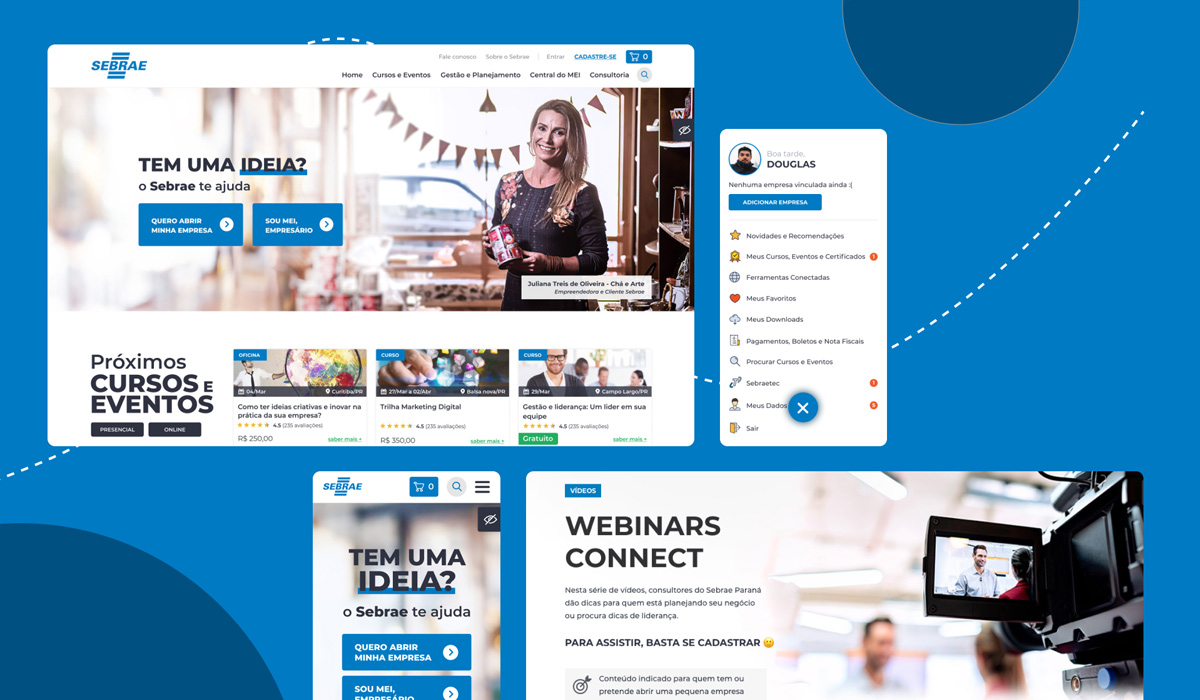 SEBRAE
Fale conosco
Sobre o Sebrae
Entrar
CADASTRE-SE
0
Home
Cursos e Eventos
Gestão e Planejamento
Central do MEI
Consultoria
TEM UMA IDEIA?
o Sebrae te ajuda
QUERO ABRIR
MINHA EMPRESA
SOU MEI,
EMPRESÁRIO
Juliana Treis de Oliveira - Chá e Arte
Empreendedora e Cliente Sebrae
Próximos
CURSOS E
EVENTOS
PRESENCIAL
ONLINE
OFICINA
04/Mar
Curitiba/PR
Como ter ideias criativas e inovar na
prática da sua empresa?
4.5 (235 avaliações)
R$ 250,00
saber mais +
CURSO
27/Mar a 02/Abr
Balsa nova/PR
Trilha Marketing Digital
4.5 (235 avaliações)
R$ 350,00
saber mais +
CURSO
29/Mar
Campo Largo/PR
Gestão e liderança: Um líder em sua
equipe
4.5 (235 avaliações)
Gratuito
saber mais +
Boa tarde,
DOUGLAS
Nenhuma empresa vinculada ainda :(
ADICIONAR EMPRESA
Novidades e Recomendações
Meus Cursos, Eventos e Certificados
1
Ferramentas Conectadas
Meus Favoritos
Meus Downloads
Pagamentos, Boletos e Nota Fiscais
Procurar Cursos e Eventos
Sebraetec
1
Meus Dados
Sair
SEBRAE
0
TEM UMA
IDEIA?
o Sebrae te ajuda
QUERO ABRIR
MINHA EMPRESA
SOU MEI,
EMPRESÁRIO
VÍDEOS
WEBINARS
CONNECT
Nesta série de vídeos, consultores do Sebrae Paraná
dão dicas para quem está planejando seu negócio
ou procura dicas de liderança.
PARA ASSISTIR, BASTA SE CADASTRAR 😀
Conteúdo indicado para quem tem ou
pretende abrir uma pequena empresa